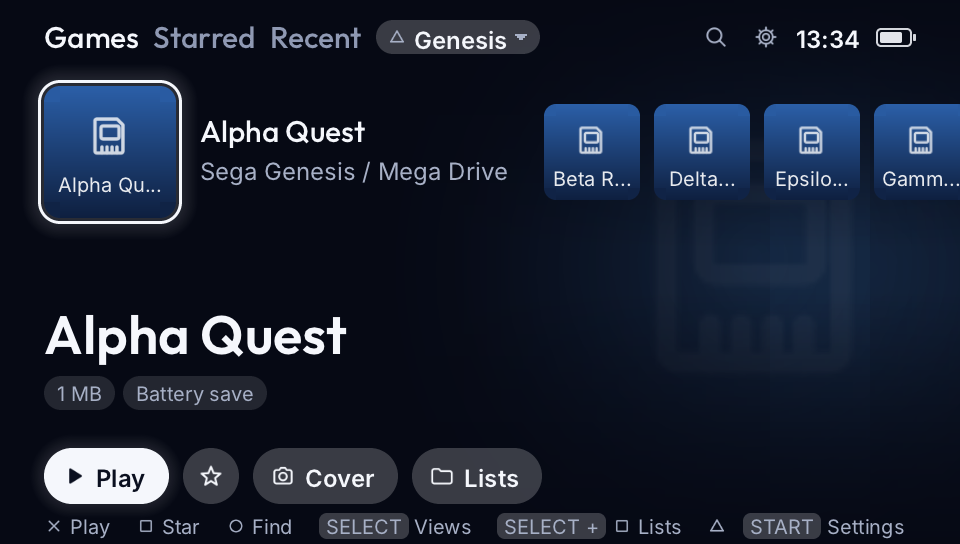 Games Starred Recent Genesis 13:34
Alpha Qu...
Alpha Quest
Sega Genesis / Mega Drive
Beta R... Delta... Epsilo... Gamm...
Alpha Quest
1 MB Battery save
Play Cover Lists
Play Star Find SELECT Views SELECT + Lists START Settings